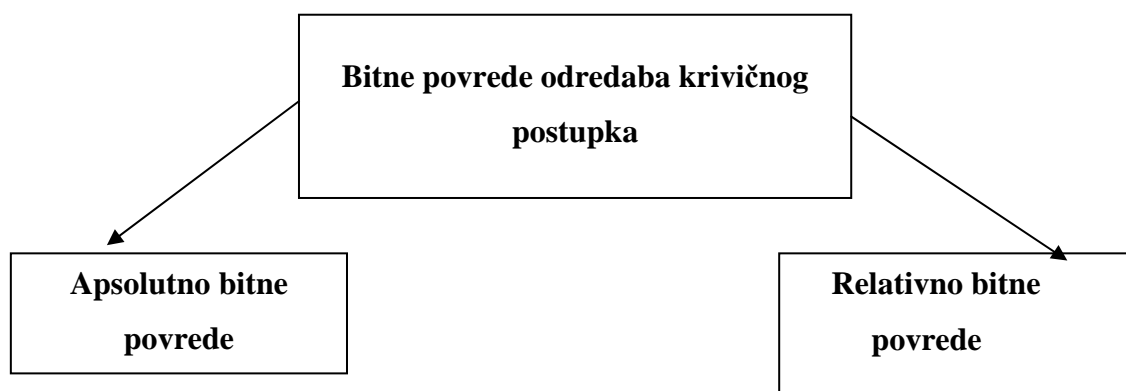 Bitne povrede odredaba krivičnog
postupka
Apsolutno bitne
povrede
Relativno bitne
povrede